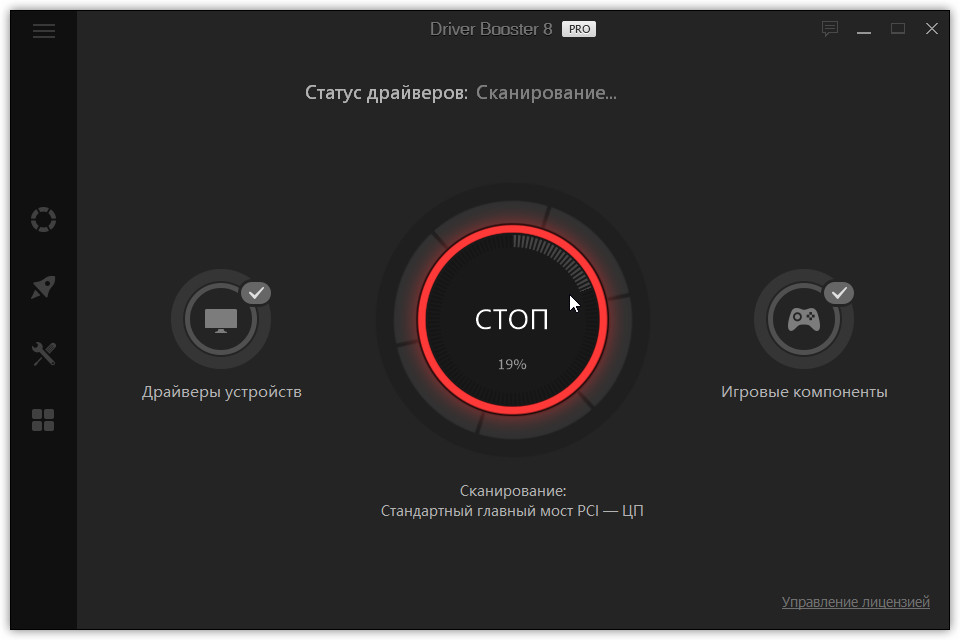 Driver Booster 8 PRO
Статус драйверов: Сканирование...
СТОП
19%
Драйверы устройств
Игровые компоненты
Сканирование:
Стандартный главный мост PCI — ЦП
Управление лицензией